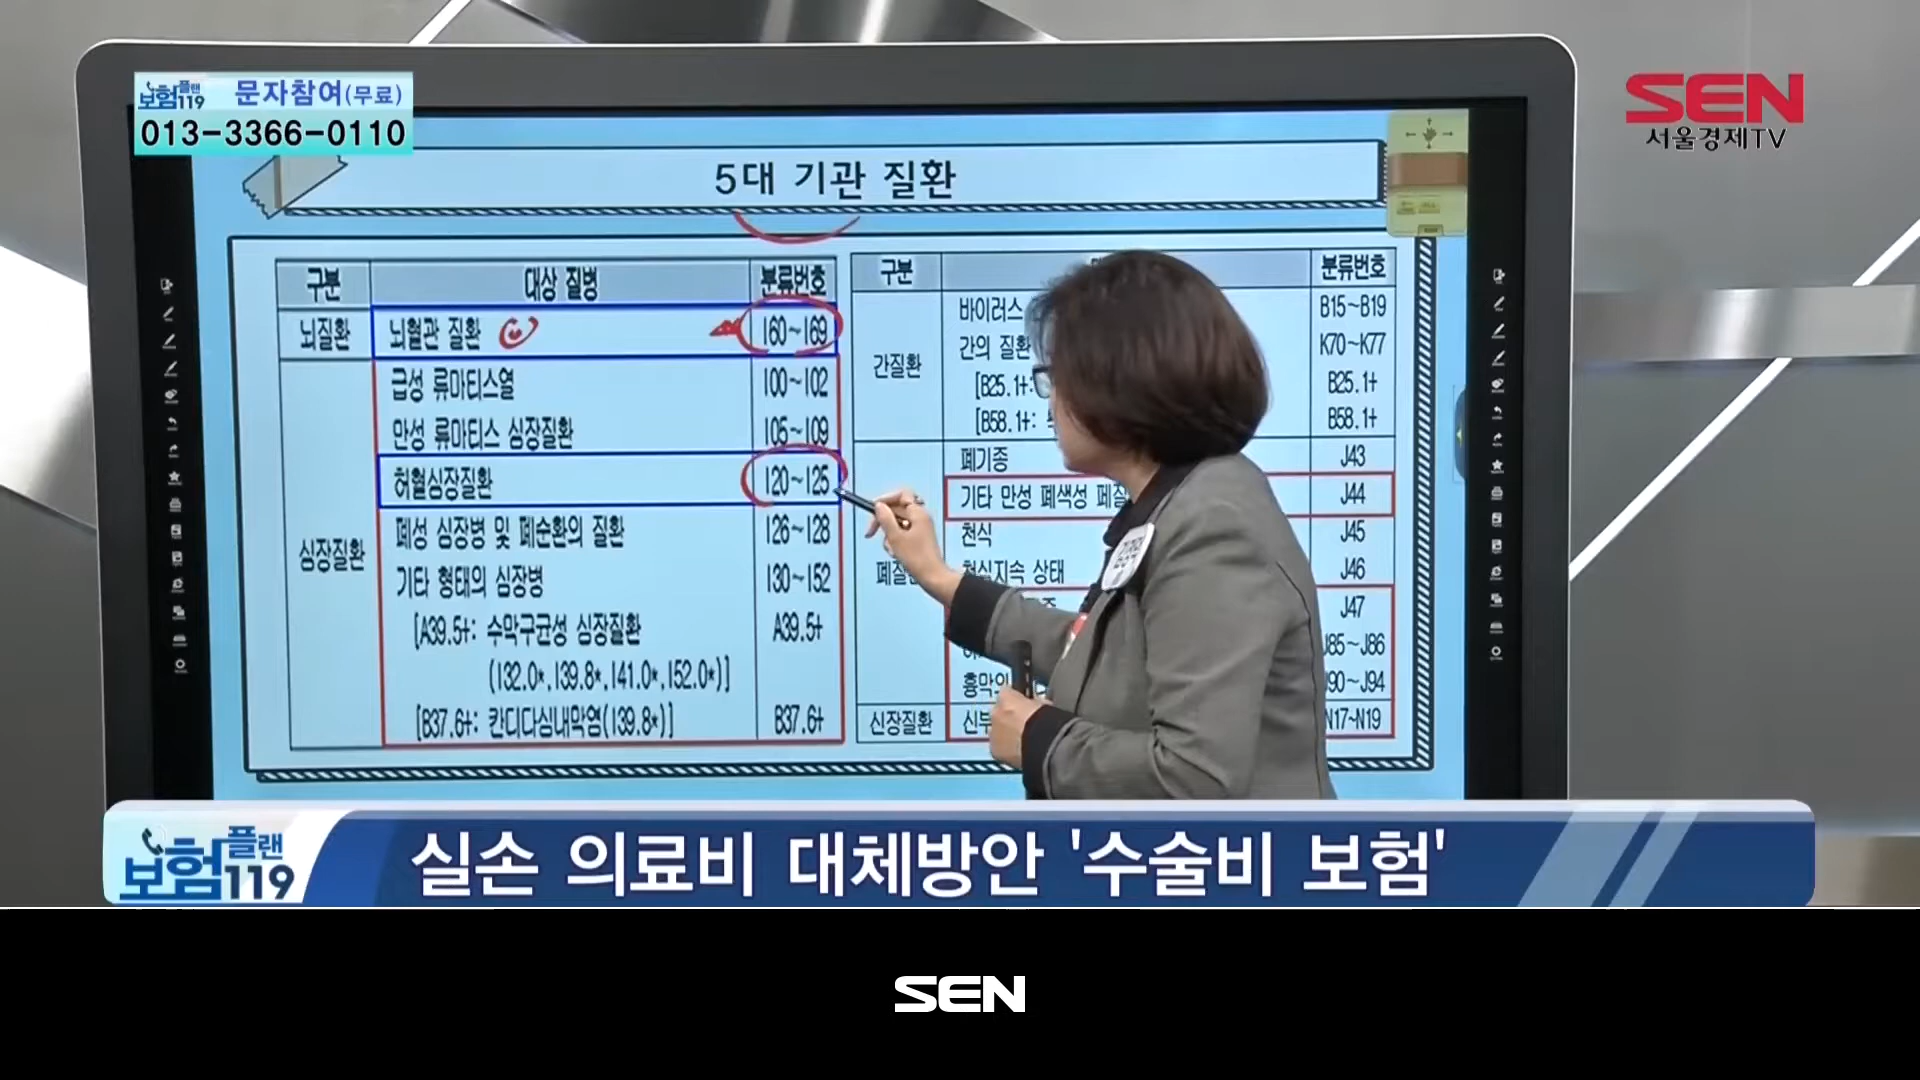 보험플랜119 문자참여(무료)
013-3366-0110
SEN
서울경제TV
5대 기관 질환
구분 대상 질병 분류번호
뇌질환 뇌혈관 질환 I60~I69
심장질환
급성 류마티스열 I00~I02
만성 류마티스 심장질환 I05~I09
허혈심장질환 I20~I25
폐성 심장병 및 폐순환의 질환 I26~I28
기타 형태의 심장병 I30~I52
[A39.5+: 수막구균성 심장질환 A39.5+
(I32.0*,I39.8*,I41.0*,I52.0*)]
[B37.6+: 칸디다심내막염(I39.8*)] B37.6+
구분 분류번호
간질환
바이러스 B15~B19
간의 질환 K70~K77
[B25.1+: B25.1+
[B58.1+: B58.1+
폐기종 J43
기타 만성 폐색성 폐질 J44
천식 J45
천식지속 상태 J46
J47
J85~J86
흉막의 J90~J94
신장질환 신부 N17~N19
보험플랜119
실손 의료비 대체방안 '수술비 보험'
SEN